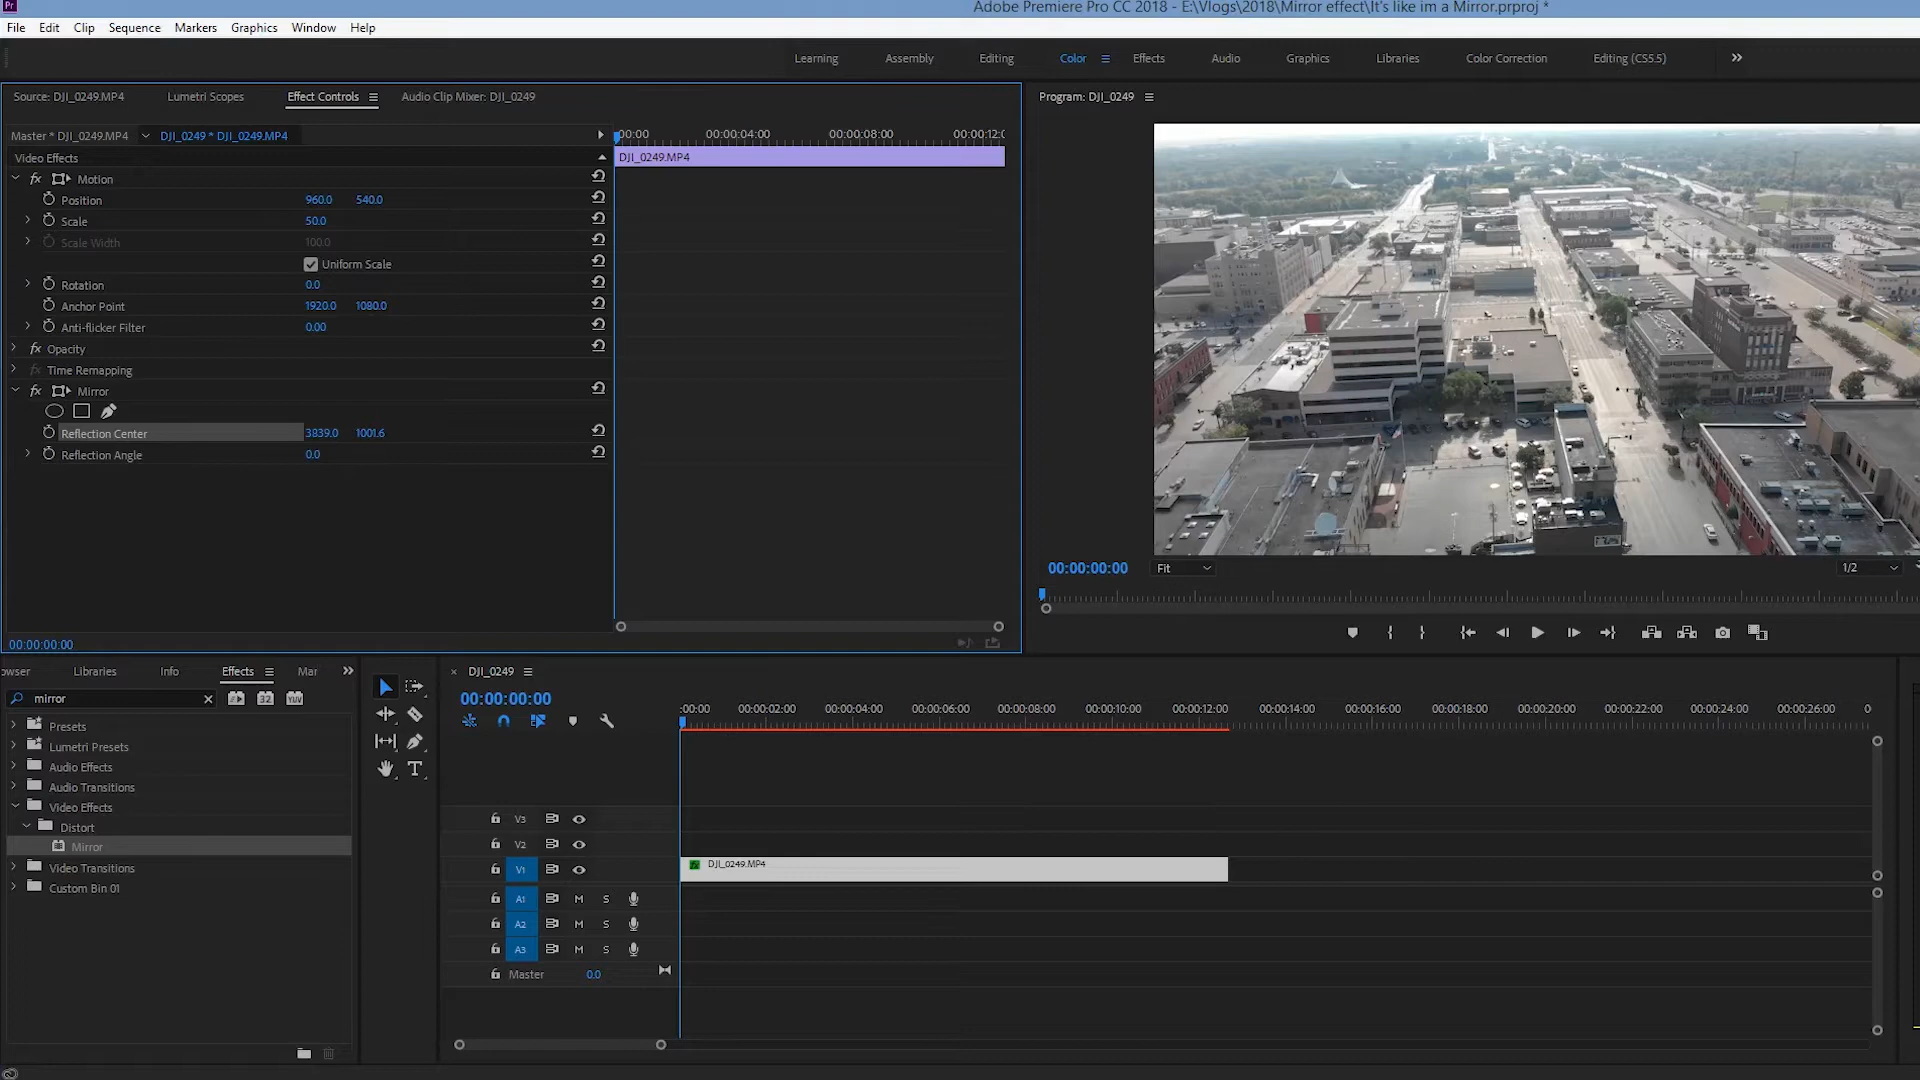 Pr
Adobe Premiere Pro CC 2018 - E:\Vlogs\2018\Mirror effect\It's like im a Mirror.prproj *
File Edit Clip Sequence Markers Graphics Window Help
Learning Assembly Editing Color Effects Audio Graphics Libraries Color Correction Editing (CS5.5)
Source: DJI_0249.MP4 Lumetri Scopes Effect Controls Audio Clip Mixer: DJI_0249
Program: DJI_0249
Master * DJI_0249.MP4 DJI_0249 * DJI_0249.MP4
:00:00 00:00:04:00 00:00:08:00 00:00:12:0
Video Effects
DJI_0249.MP4
fx Motion
Position 960.0 540.0
Scale 50.0
Scale Width 100.0
Uniform Scale
Rotation 0.0
Anchor Point 1920.0 1080.0
Anti-flicker Filter 0.00
fx Opacity
fx Time Remapping
fx Mirror
Reflection Center 3839.0 1001.6
Reflection Angle 0.0
00:00:00:00
00:00:00:00 Fit 1/2
owser Libraries Info Effects Mar
mirror
32 YUV
Presets
Lumetri Presets
Audio Effects
Audio Transitions
Video Effects
Distort
Mirror
Video Transitions
Custom Bin 01
T
DJI_0249
00:00:00:00
:00:00 00:00:02:00 00:00:04:00 00:00:06:00 00:00:08:00 00:00:10:00 00:00:12:00 00:00:14:00 00:00:16:00 00:00:18:00 00:00:20:00 00:00:22:00 00:00:24:00 00:00:26:00 0
V3
V2
V1 fx DJI_0249.MP4
A1 M S
A2 M S
A3 M S
Master 0.0